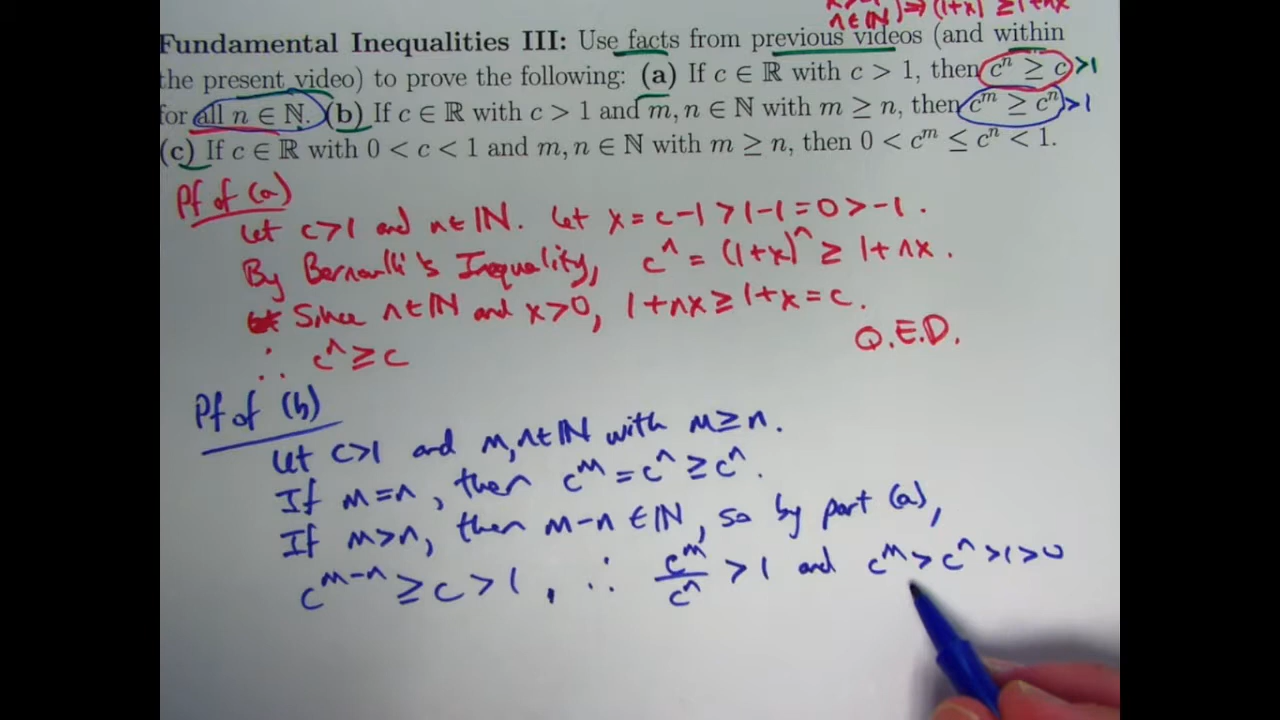 n∈ℕ) ⇒ (1+x)ⁿ ≥ 1+nx
Fundamental Inequalities III: Use facts from previous videos (and within
the present video) to prove the following: (a) If c ∈ ℝ with c > 1, then cⁿ ≥ c >1
for all n ∈ ℕ. (b) If c ∈ ℝ with c > 1 and m, n ∈ ℕ with m ≥ n, then cᵐ ≥ cⁿ >1
(c) If c ∈ ℝ with 0 < c < 1 and m, n ∈ ℕ with m ≥ n, then 0 < cᵐ ≤ cⁿ < 1.
Pf of (a)
Let c>1 and n∈ℕ. Let x = c-1 > 1-1 = 0 > -1.
By Bernoulli's Inequality, cⁿ = (1+x)ⁿ ≥ 1+nx.
Since n∈ℕ and x>0, 1+nx ≥ 1+x = c.
∴ cⁿ ≥ c Q.E.D.
Pf of (b)
Let c>1 and m,n∈ℕ with m≥n.
If m=n, then cᵐ = cⁿ ≥ cⁿ.
If m>n, then m-n ∈ ℕ, so by part (a),
cᵐ⁻ⁿ ≥ c > 1, ∴ cᵐ/cⁿ > 1 and cᵐ > cⁿ > 1 > 0